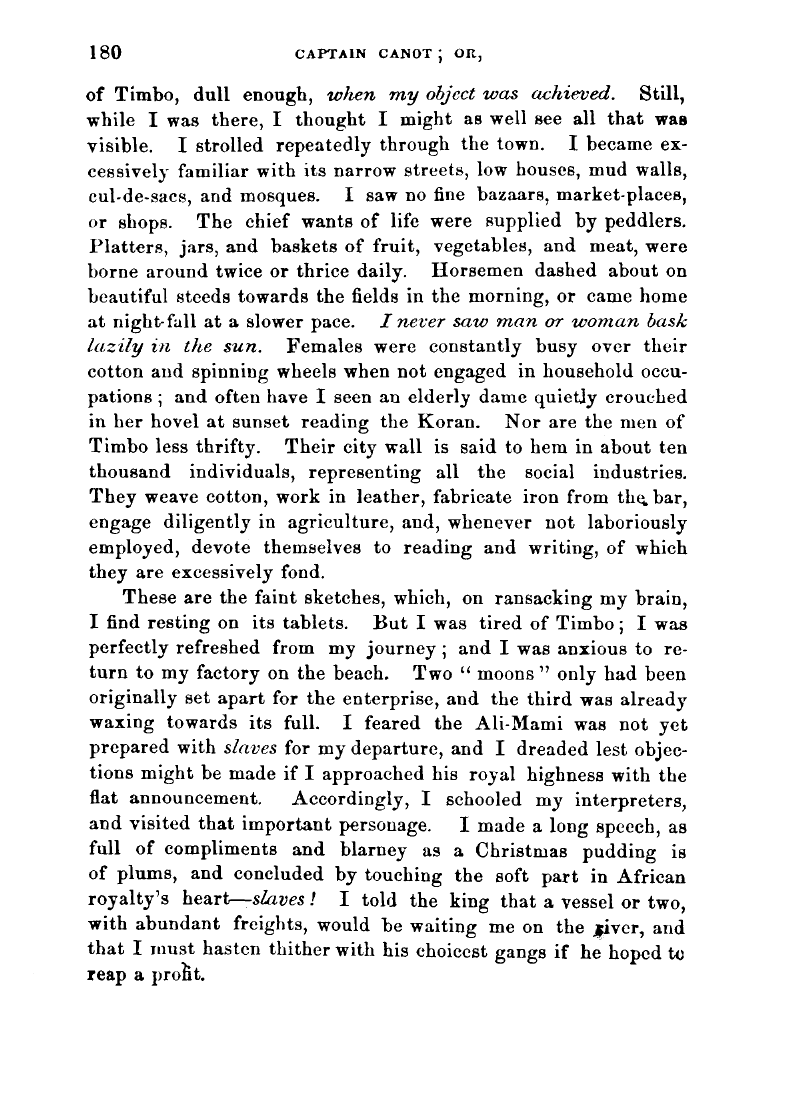 180 CAPTAIN CANOT; OR,
of Timbo, dull enough, when my object was achieved. Still,
while I was there, I thought I might as well see all that was
visible. I strolled repeatedly through the town. I became ex-
cessively familiar with its narrow streets, low houses, mud walls,
cul-de-sacs, and mosques. I saw no fine bazaars, market-places,
or shops. The chief wants of life were supplied by peddlers.
Platters, jars, and baskets of fruit, vegetables, and meat, were
borne around twice or thrice daily. Horsemen dashed about on
beautiful steeds towards the fields in the morning, or came home
at night-fall at a slower pace. I never saw man or woman bask
lazily in the sun. Females were constantly busy over their
cotton and spinning wheels when not engaged in household occu-
pations; and often have I seen an elderly dame quietly crouched
in her hovel at sunset reading the Koran. Nor are the men of
Timbo less thrifty. Their city wall is said to hem in about ten
thousand individuals, representing all the social industries.
They weave cotton, work in leather, fabricate iron from the bar,
engage diligently in agriculture, and, whenever not laboriously
employed, devote themselves to reading and writing, of which
they are excessively fond.
These are the faint sketches, which, on ransacking my brain,
I find resting on its tablets. But I was tired of Timbo; I was
perfectly refreshed from my journey; and I was anxious to re-
turn to my factory on the beach. Two "moons" only had been
originally set apart for the enterprise, and the third was already
waxing towards its full. I feared the Ali-Mami was not yet
prepared with slaves for my departure, and I dreaded lest objec-
tions might be made if I approached his royal highness with the
flat announcement. Accordingly, I schooled my interpreters,
and visited that important personage. I made a long speech, as
full of compliments and blarney as a Christmas pudding is
of plums, and concluded by touching the soft part in African
royalty's heart—slaves! I told the king that a vessel or two,
with abundant freights, would be waiting me on the river, and
that I must hasten thither with his choicest gangs if he hoped to
reap a profit.